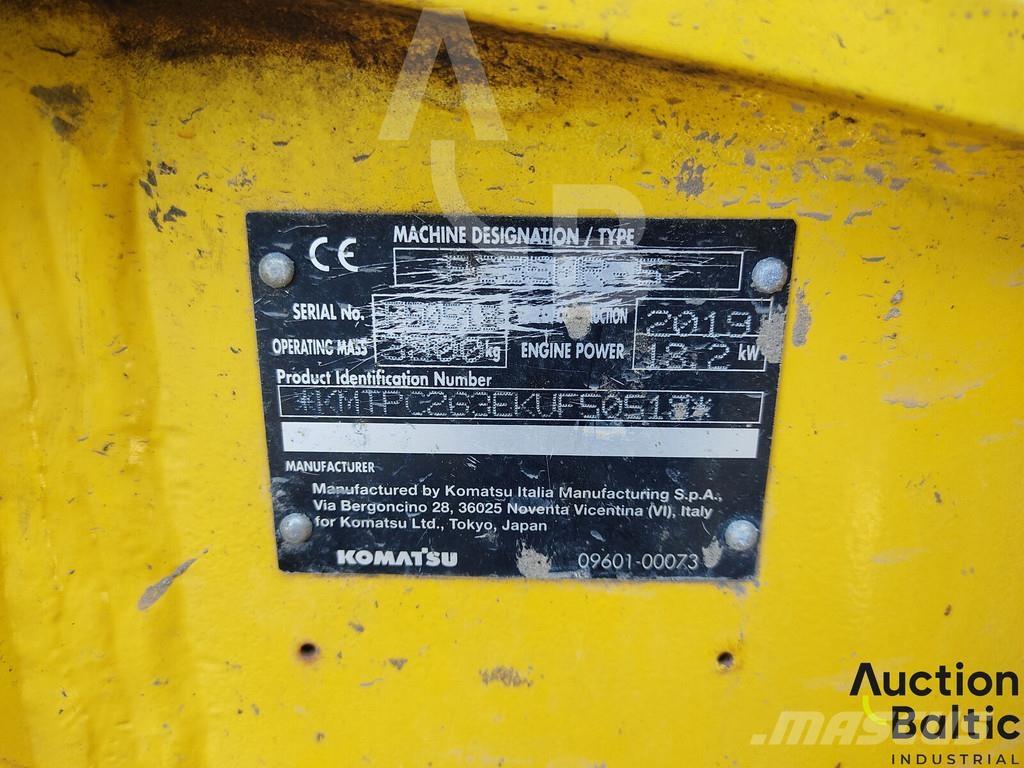 CE
MACHINE DESIGNATION / TYPE
SERIAL No.
2019
OPERATING MASS kg ENGINE POWER 18.2 kW
Product Identification Number
MANUFACTURER
Manufactured by Komatsu Italia Manufacturing S.p.A.,
Via Bergoncino 28, 36025 Noventa Vicentina (VI), Italy
for Komatsu Ltd., Tokyo, Japan
KOMATSU 09601-00073
Auction
Baltic
INDUSTRIAL
MASCUS